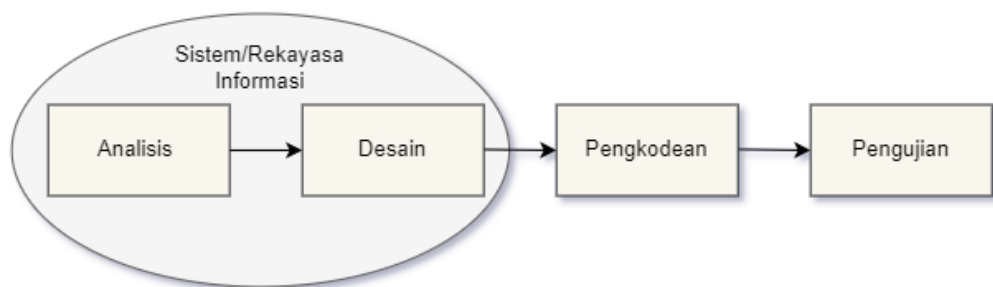 Sistem/Rekayasa
Informasi
Analisis
Desain
Pengkodean
Pengujian